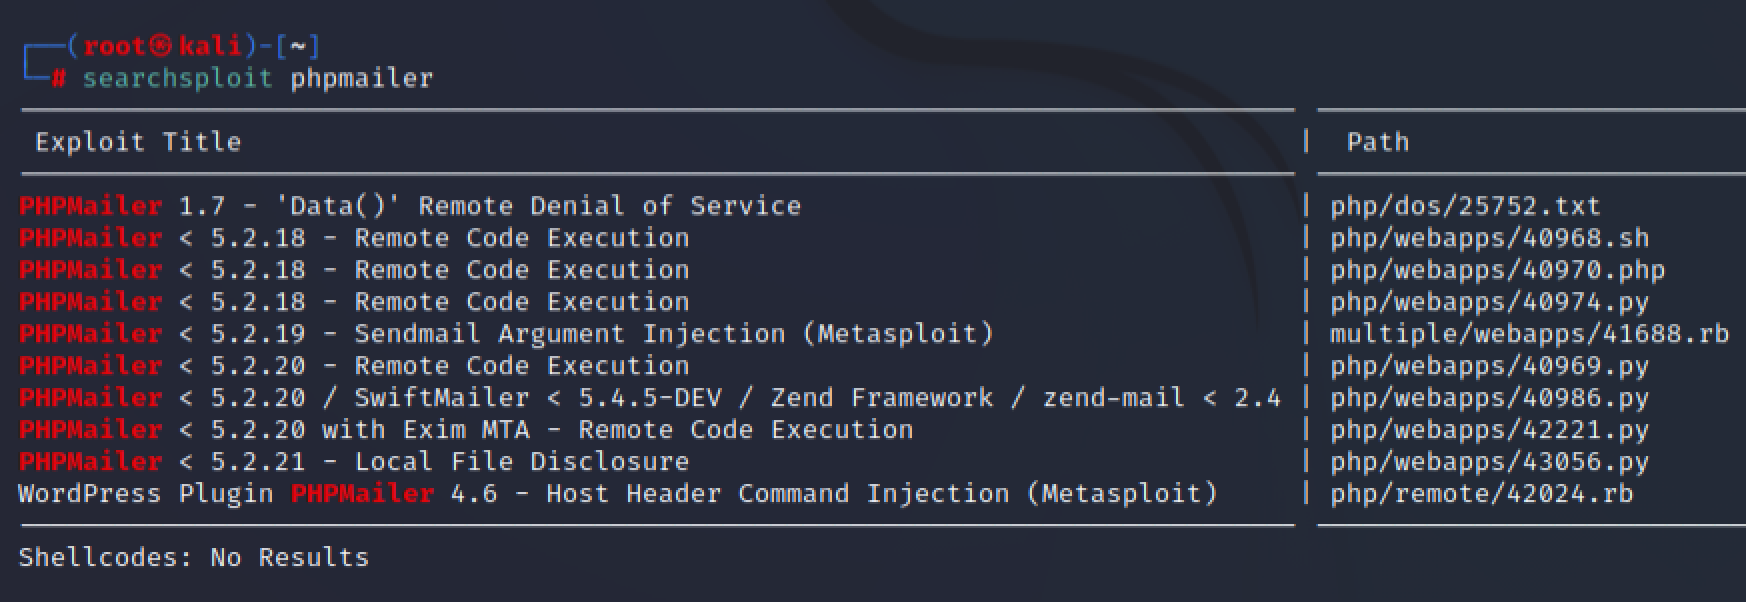 (root㉿kali)-[~]
# searchsploit phpmailer
Exploit Title | Path
PHPMailer 1.7 - 'Data()' Remote Denial of Service | php/dos/25752.txt
PHPMailer < 5.2.18 - Remote Code Execution | php/webapps/40968.sh
PHPMailer < 5.2.18 - Remote Code Execution | php/webapps/40970.php
PHPMailer < 5.2.18 - Remote Code Execution | php/webapps/40974.py
PHPMailer < 5.2.19 - Sendmail Argument Injection (Metasploit) | multiple/webapps/41688.rb
PHPMailer < 5.2.20 - Remote Code Execution | php/webapps/40969.py
PHPMailer < 5.2.20 / SwiftMailer < 5.4.5-DEV / Zend Framework / zend-mail < 2.4 | php/webapps/40986.py
PHPMailer < 5.2.20 with Exim MTA - Remote Code Execution | php/webapps/42221.py
PHPMailer < 5.2.21 - Local File Disclosure | php/webapps/43056.py
WordPress Plugin PHPMailer 4.6 - Host Header Command Injection (Metasploit) | php/remote/42024.rb
Shellcodes: No Results